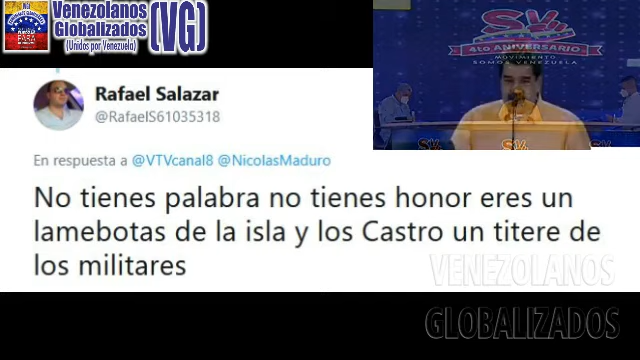 Venezolanos
Globalizados
(Unidos por Venezuela)
(VG)
SV
4to ANIVERSARIO
MOVIMIENTO
SOMOS VENEZUELA
Rafael Salazar
@RafaelS61035318
En respuesta a @VTVcanal8 @NicolasMaduro
No tienes palabra no tienes honor eres un
lamebotas de la isla y los Castro un titere de
los militares
VENEZOLANOS
GLOBALIZADOS